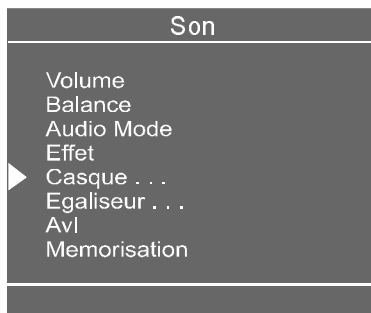 Son
Volume
Balance
Audio Mode
Effet
Casque . . .
Egaliseur . . .
Avl
Memorisation